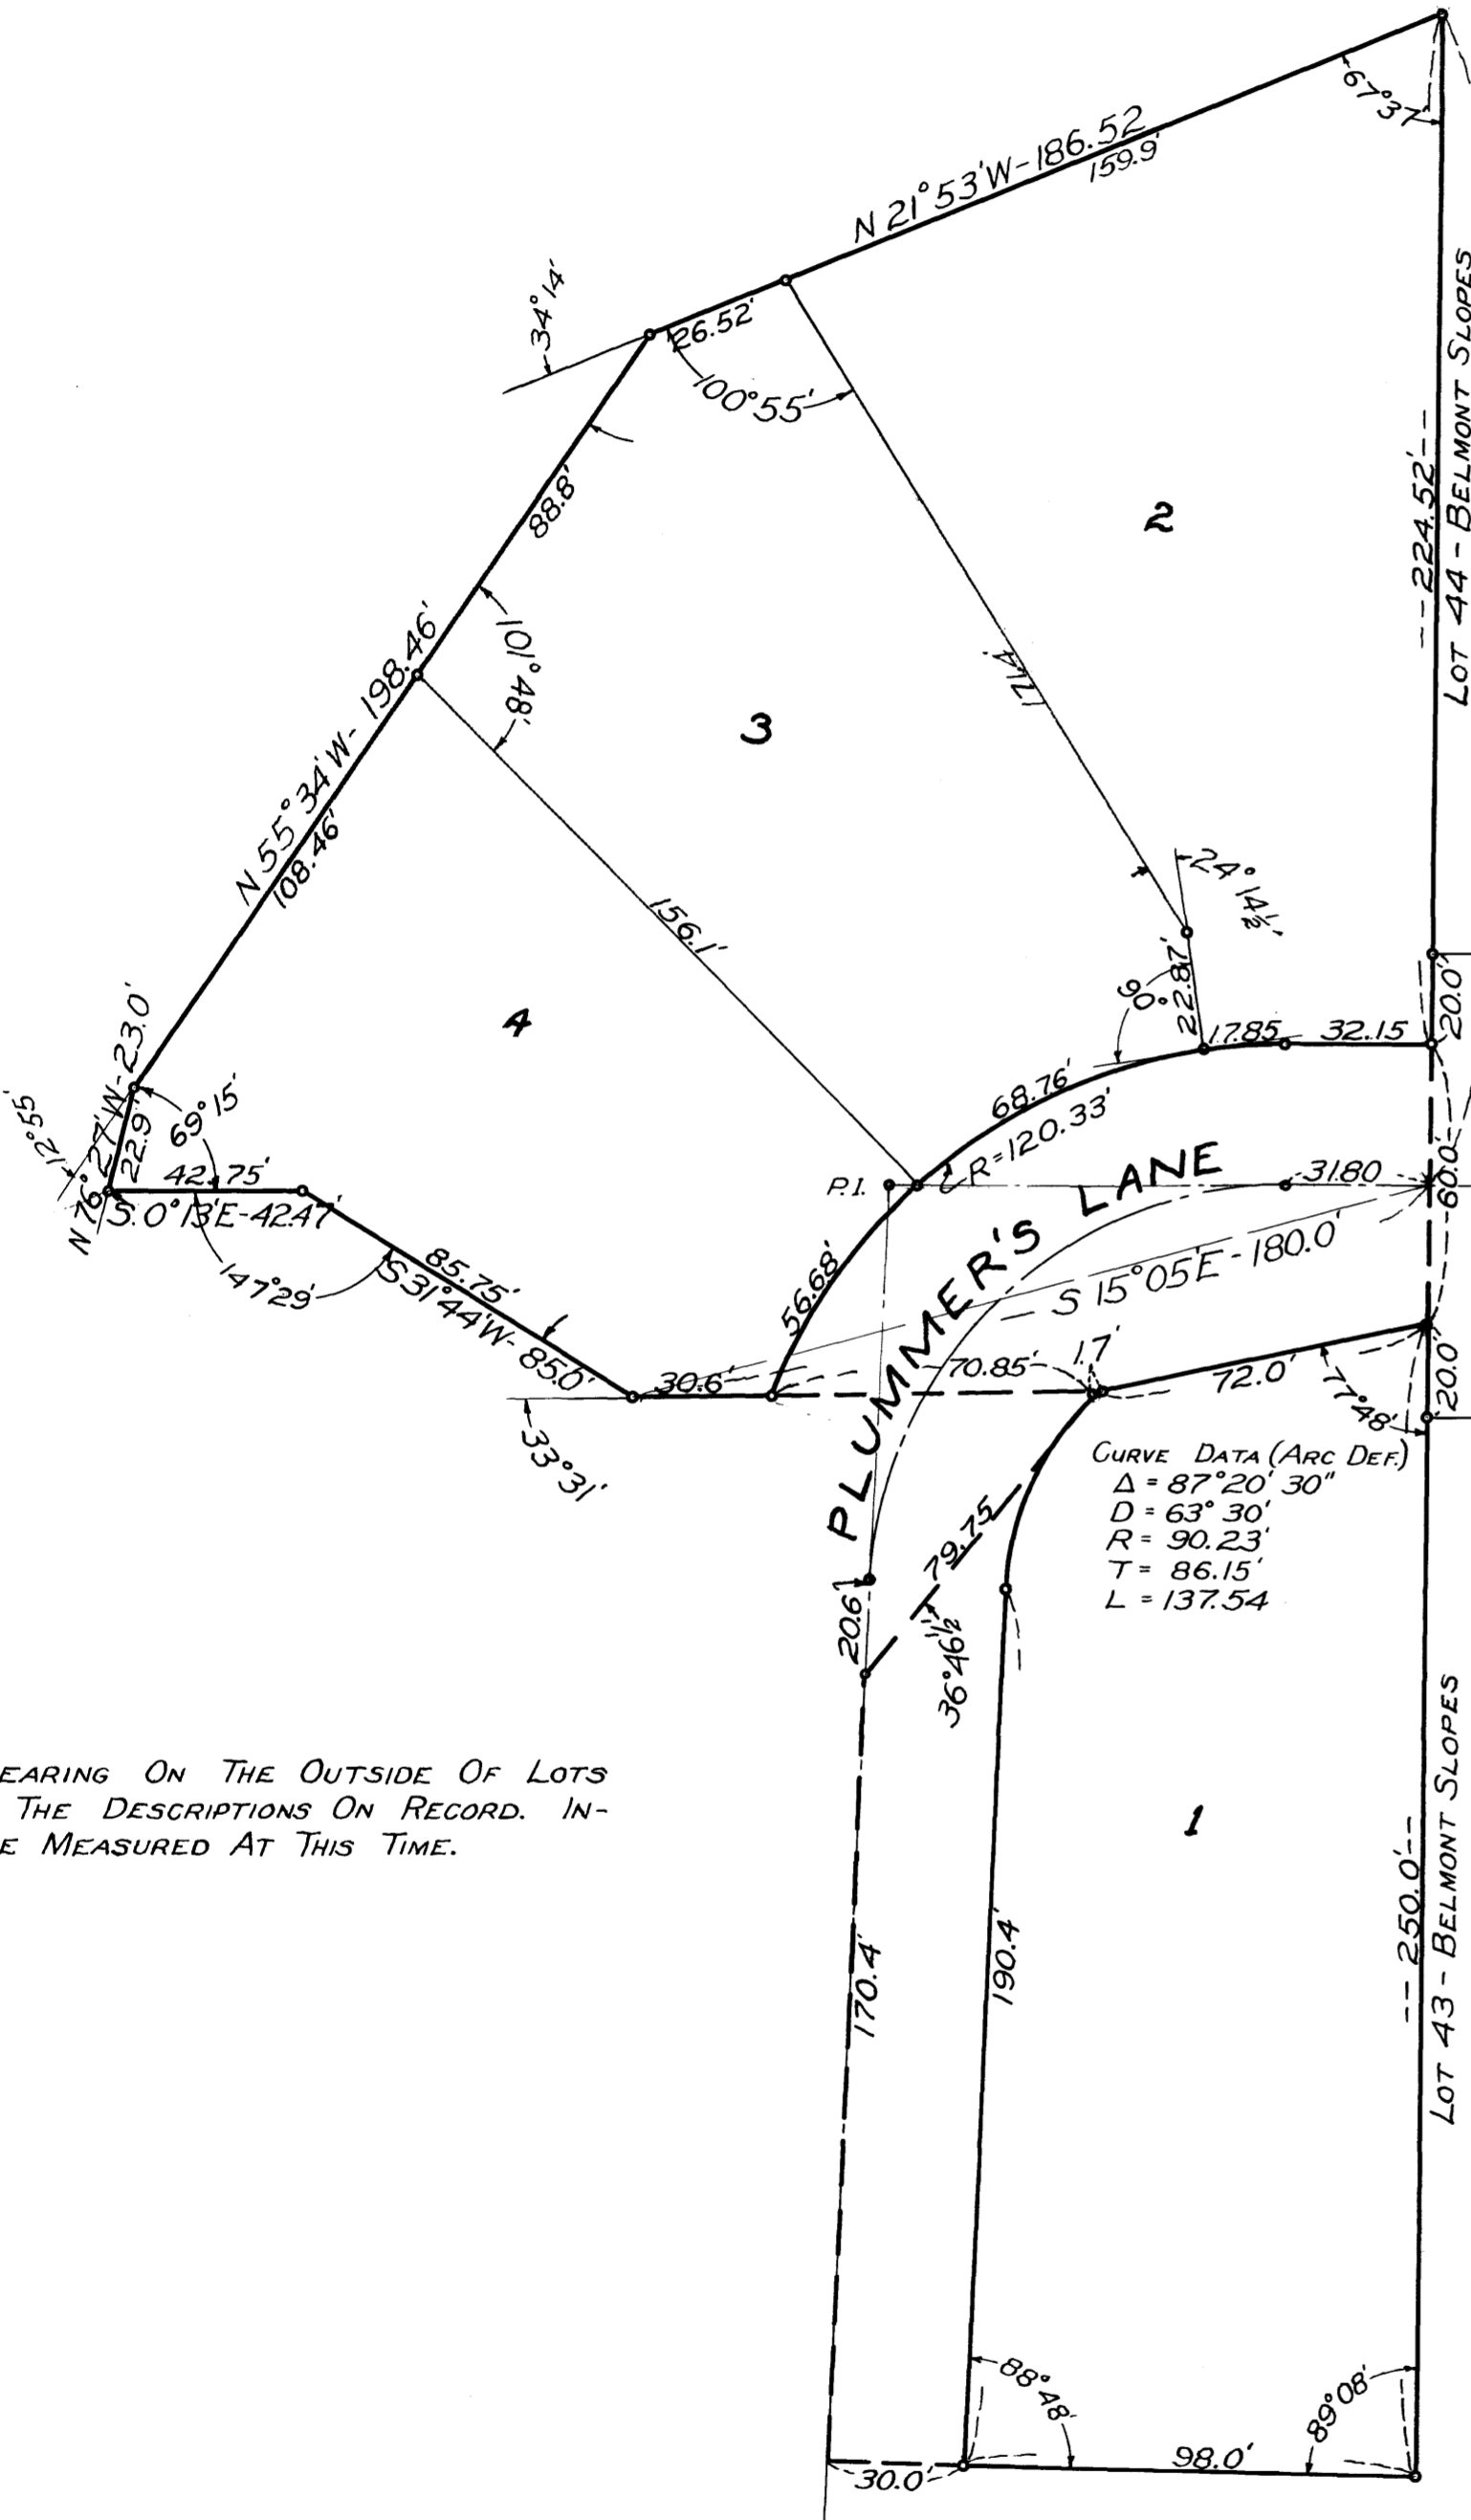 67°37'
N 21°53'W-186.52
159.9'
34°14'
26.52'
100°55'
LOT 44 - BELMONT SLOPES
--224.52'--
88.8'
2
101°48'
171.4'
3
N 55°34'W- 198.46'
108.46'
156.1'
24°14½'
90°
22.87'
20.0'
4
17.85
32.15
68.76'
R=120.33'
N 76°27'W-23.0'
22.9'
12°55'
69°15'
42.75'
S.0°13'E-42.47'
147°29'
85.75'
S31°44'W-85.0'
P.I.
31.80
60.0'
PLUMMER'S LANE
S 15°05'E-180.0'
56.68'
30.6'
70.85'
1.7'
72.0'
77°48'
20.0'
33°31'
CURVE DATA (ARC DEF.)
Δ = 87°20' 30"
D = 63°30'
R = 90.23'
T = 86.15'
L = 137.54
79.75
20.6'
36°46½'
EARING ON THE OUTSIDE OF LOTS
THE DESCRIPTIONS ON RECORD. IN-
E MEASURED AT THIS TIME.
1
LOT 43 - BELMONT SLOPES
--250.0'--
190.4'
170.4'
88°48'
89°08'
98.0'
30.0'